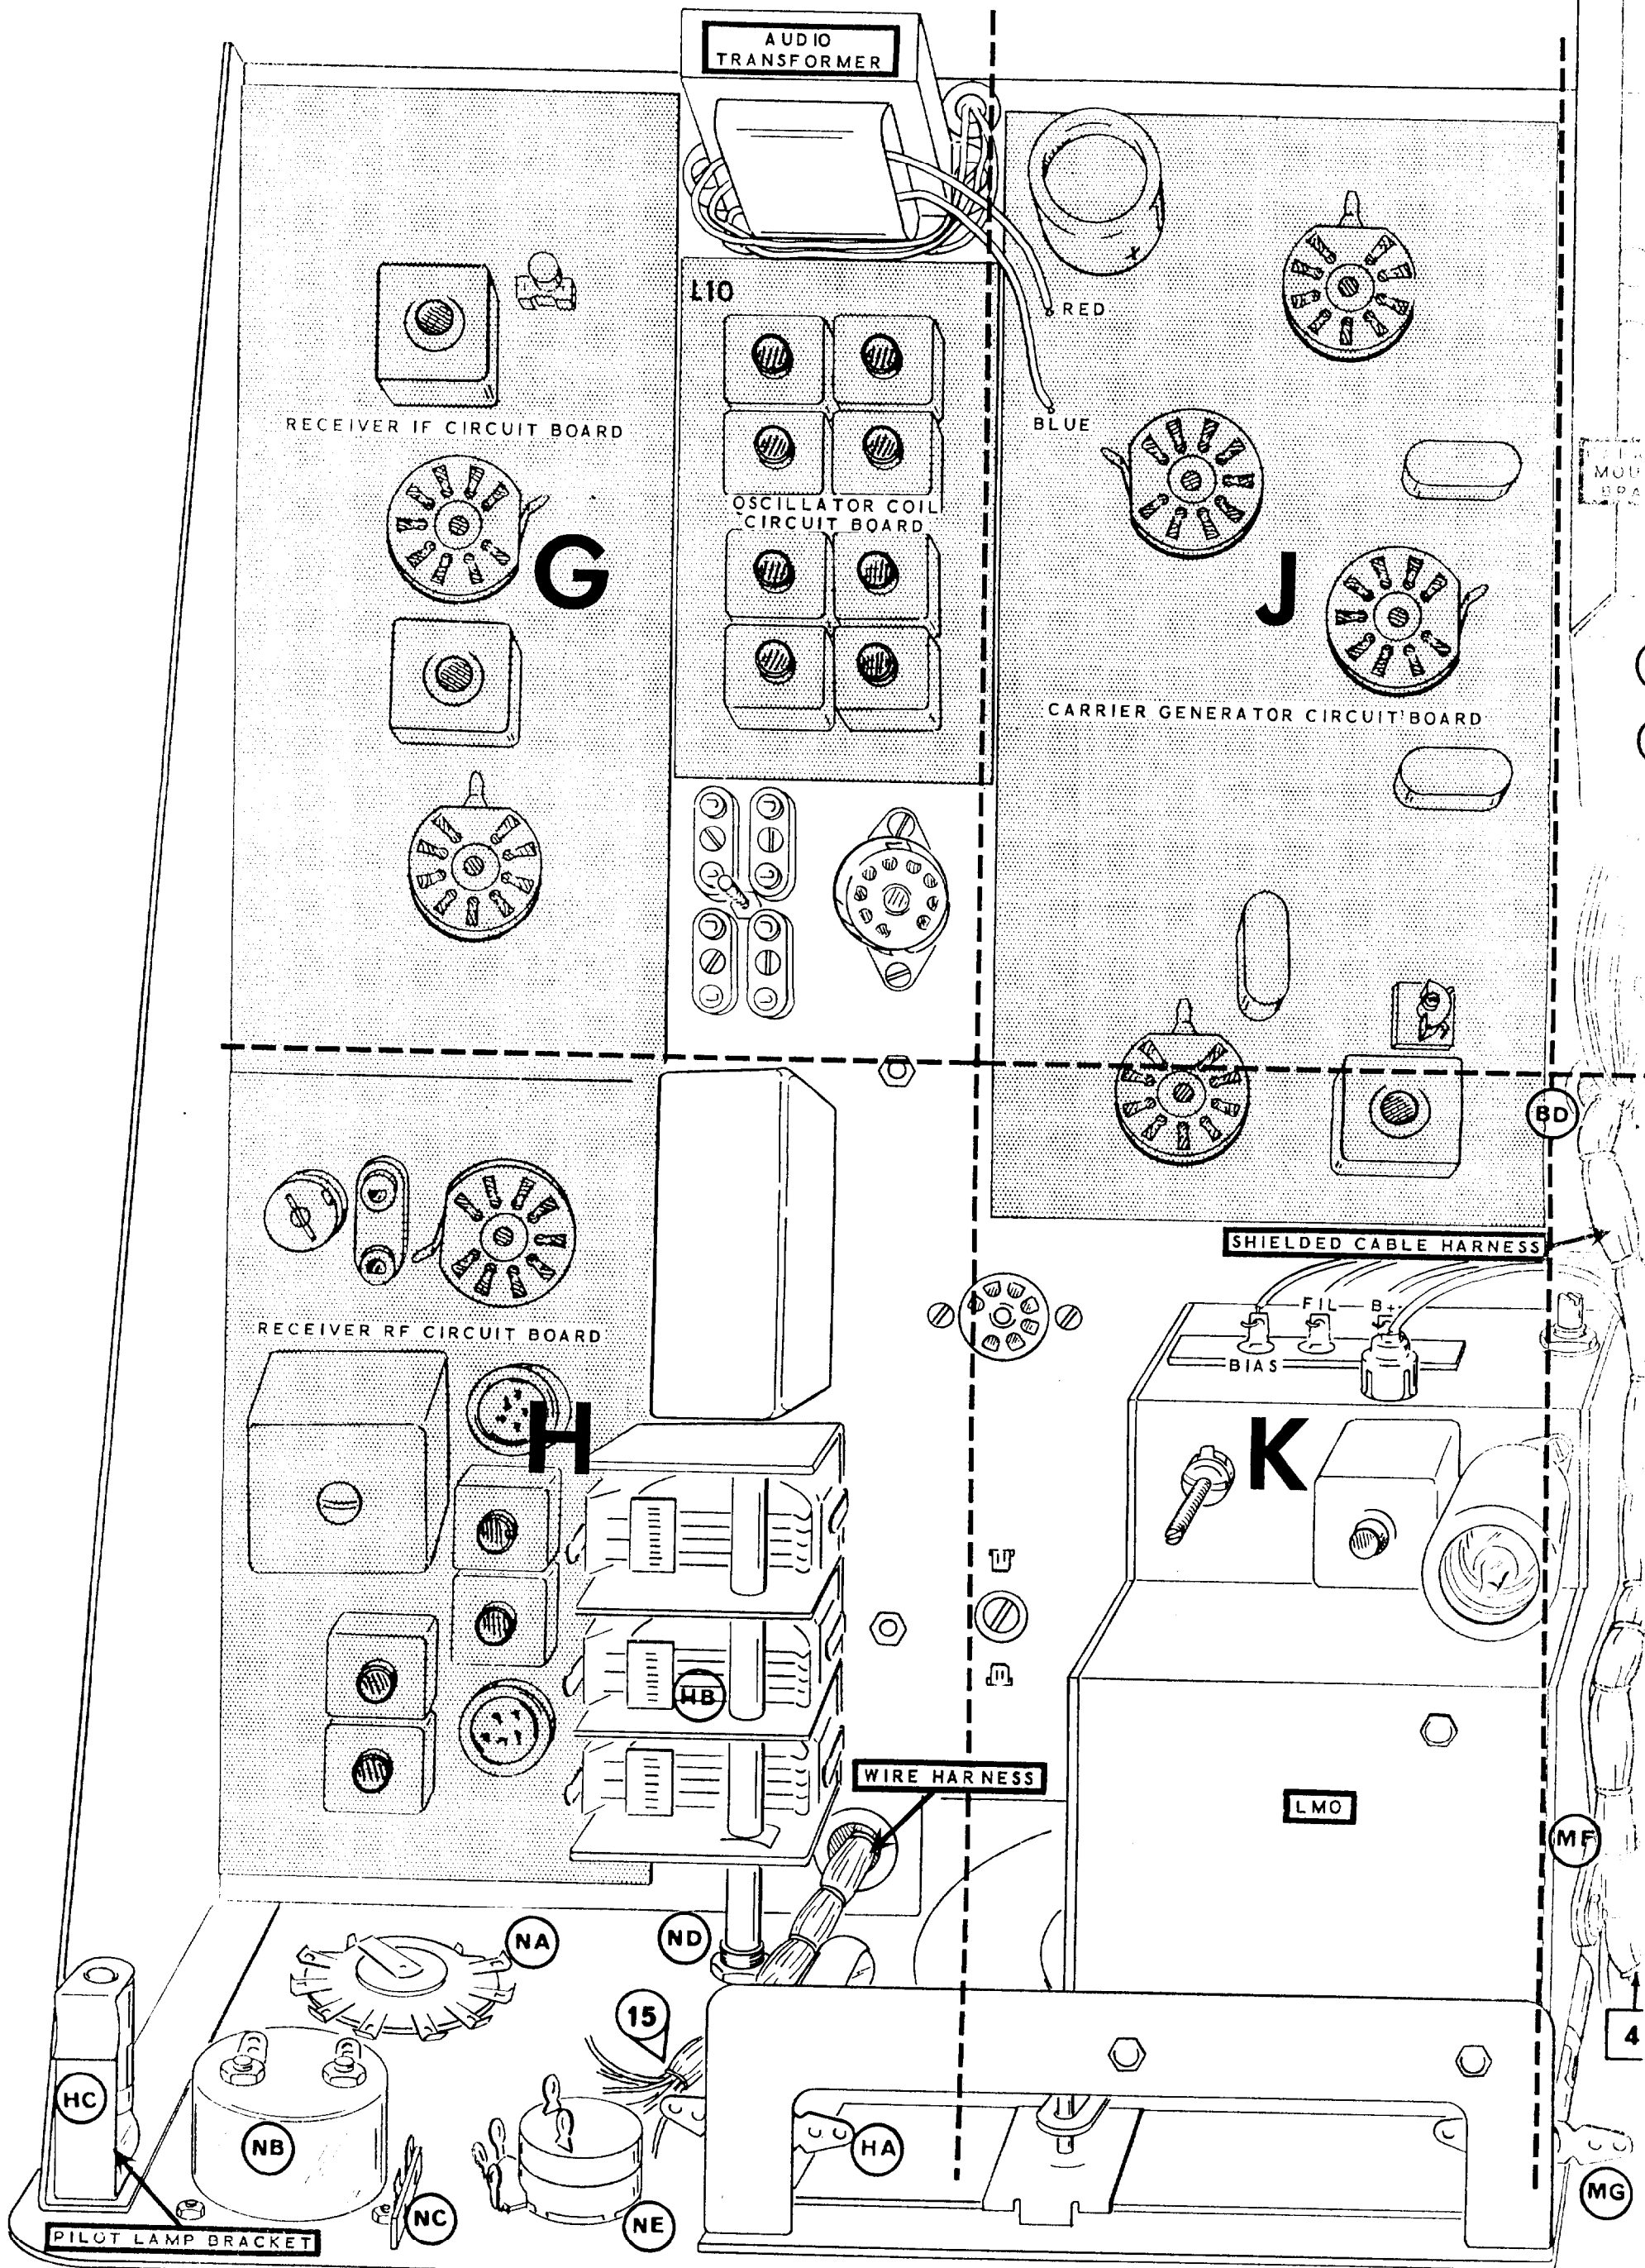 AUDIO
TRANSFORMER
L10
RED
RECEIVER IF CIRCUIT BOARD
BLUE
MOU
OSCILLATOR COIL
CIRCUIT BOARD
G
J
CARRIER GENERATOR CIRCUIT BOARD
BD
SHIELDED CABLE HARNESS
FIL
B+
RECEIVER RF CIRCUIT BOARD
BIAS
H
K
HB
WIRE HARNESS
LMO
MF
NA
ND
15
4
HC
NB
HA
MG
NC
NE
PILOT LAMP BRACKET